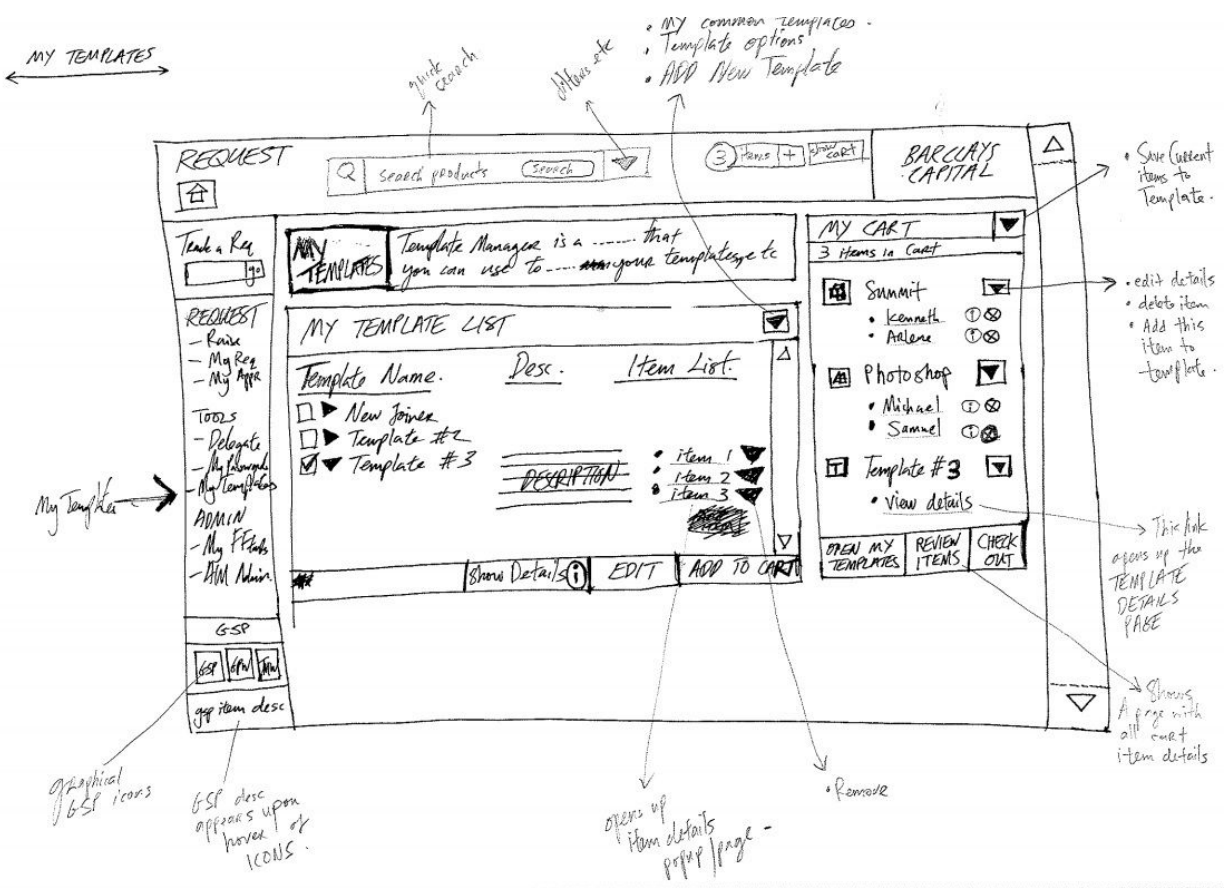 MY TEMPLATES
quick search
filters etc
• MY common templates.
• Template options
• ADD New Template
REQUEST
Q search products
Search
3 items + show cart
BARCLAYS CAPITAL
• Save Current items to Template.
Track a Req
go
MY TEMPLATES
Template Manager is a ------ that
you can use to ----- your templates, etc
MY CART
3 items in Cart
REQUEST
– Raise
– My Req
– My Appr
MY TEMPLATE LIST
Summit
• Kenneth
• Arlene
• edit details
• delete item
• Add this item to template.
Template Name.
Desc.
Item List.
New Joiner
Template #2
Template #3
DESCRIPTION
• item 1
• item 2
• item 3
Photoshop
• Michael
• Samuel
TOOLS
– Delegate
– My Templates
My Templates
ADMIN
T Template #3
• view details
Show Details i
EDIT
ADD TO CART
OPEN MY TEMPLATES
REVIEW ITEMS
CHECK OUT
This link
opens up the
TEMPLATE
DETAILS
PAGE
GSP
GSP
gsp item desc
Shows
A page with
all cart
item details
graphical
GSP icons
GSP desc
appears upon
hover of
ICONS.
opens up
item details
popup/page -
• Remove